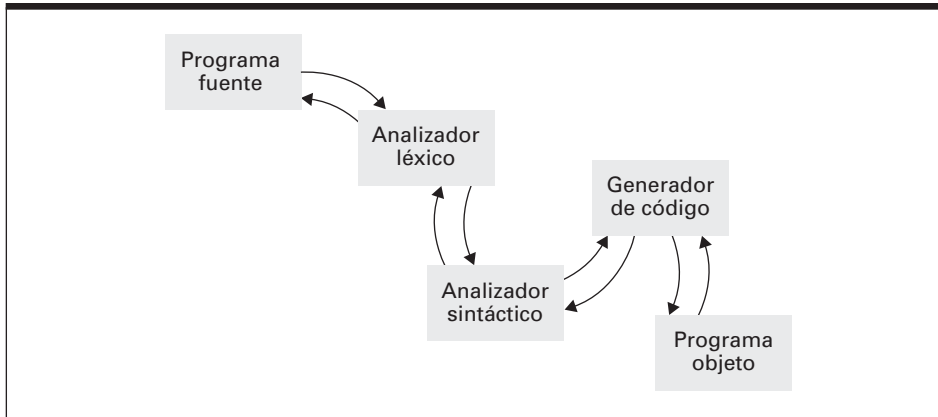 Programa
fuente
Analizador
léxico
Generador
de código
Analizador
sintáctico
Programa
objeto